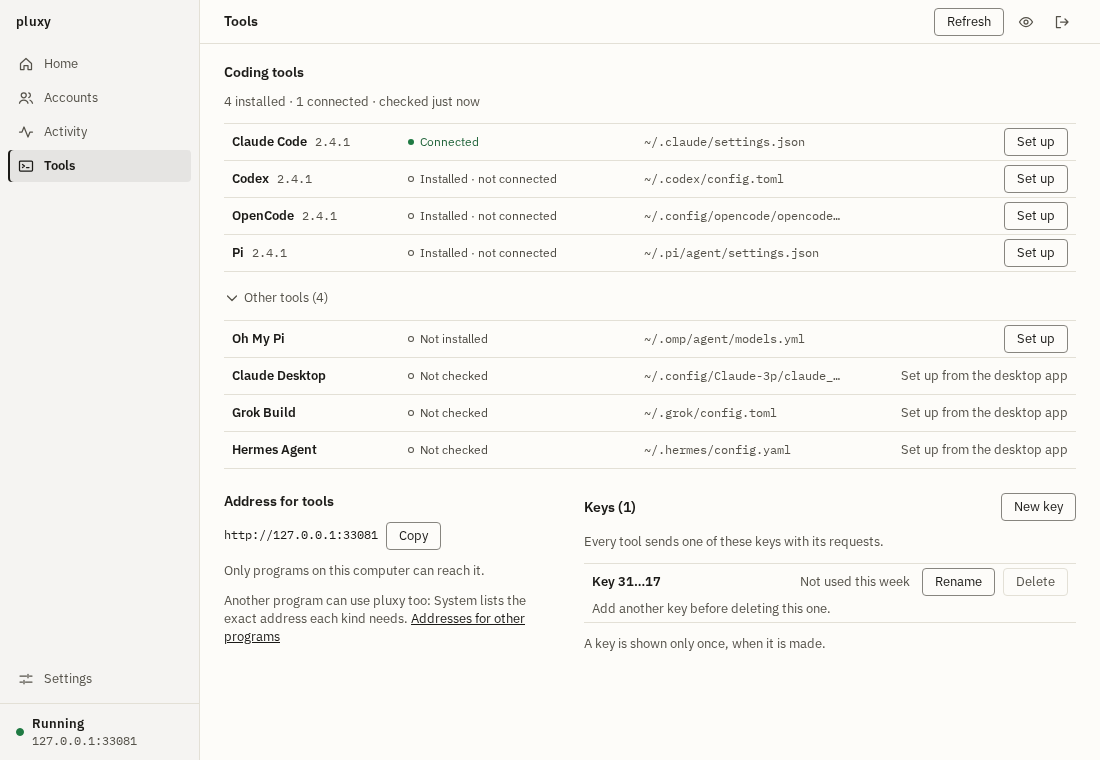 pluxy
Home
Accounts
Activity
Tools
Settings
Running
127.0.0.1:33081
Tools
Refresh
Coding tools
4 installed · 1 connected · checked just now
Claude Code 2.4.1 Connected ~/.claude/settings.json Set up
Codex 2.4.1 Installed · not connected ~/.codex/config.toml Set up
OpenCode 2.4.1 Installed · not connected ~/.config/opencode/opencode… Set up
Pi 2.4.1 Installed · not connected ~/.pi/agent/settings.json Set up
Other tools (4)
Oh My Pi Not installed ~/.omp/agent/models.yml Set up
Claude Desktop Not checked ~/.config/Claude-3p/claude_… Set up from the desktop app
Grok Build Not checked ~/.grok/config.toml Set up from the desktop app
Hermes Agent Not checked ~/.hermes/config.yaml Set up from the desktop app
Address for tools
http://127.0.0.1:33081 Copy
Only programs on this computer can reach it.
Another program can use pluxy too: System lists the
exact address each kind needs. Addresses for other
programs
Keys (1) New key
Every tool sends one of these keys with its requests.
Key 31…17 Not used this week Rename Delete
Add another key before deleting this one.
A key is shown only once, when it is made.